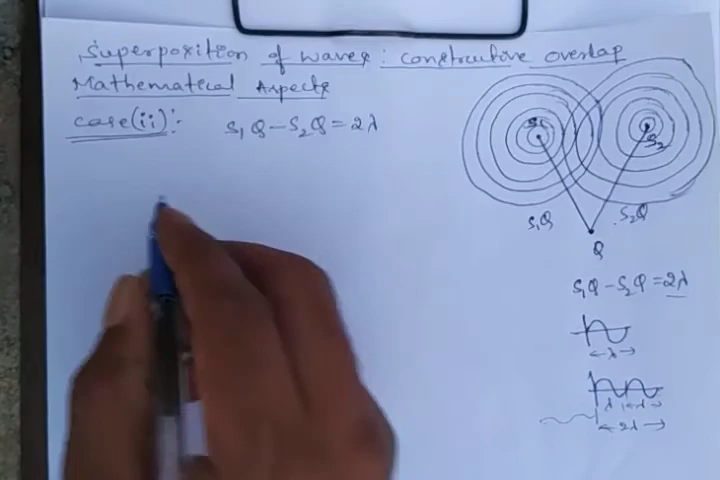 Superposition of waves: constructive overlap
Mathematical Aspects
case(ii):- S₁Q-S₂Q=2λ
S₁
S₂
S₁Q
S₂Q
Q
S₁Q-S₂Q=2λ
←λ→
λ
←2λ→